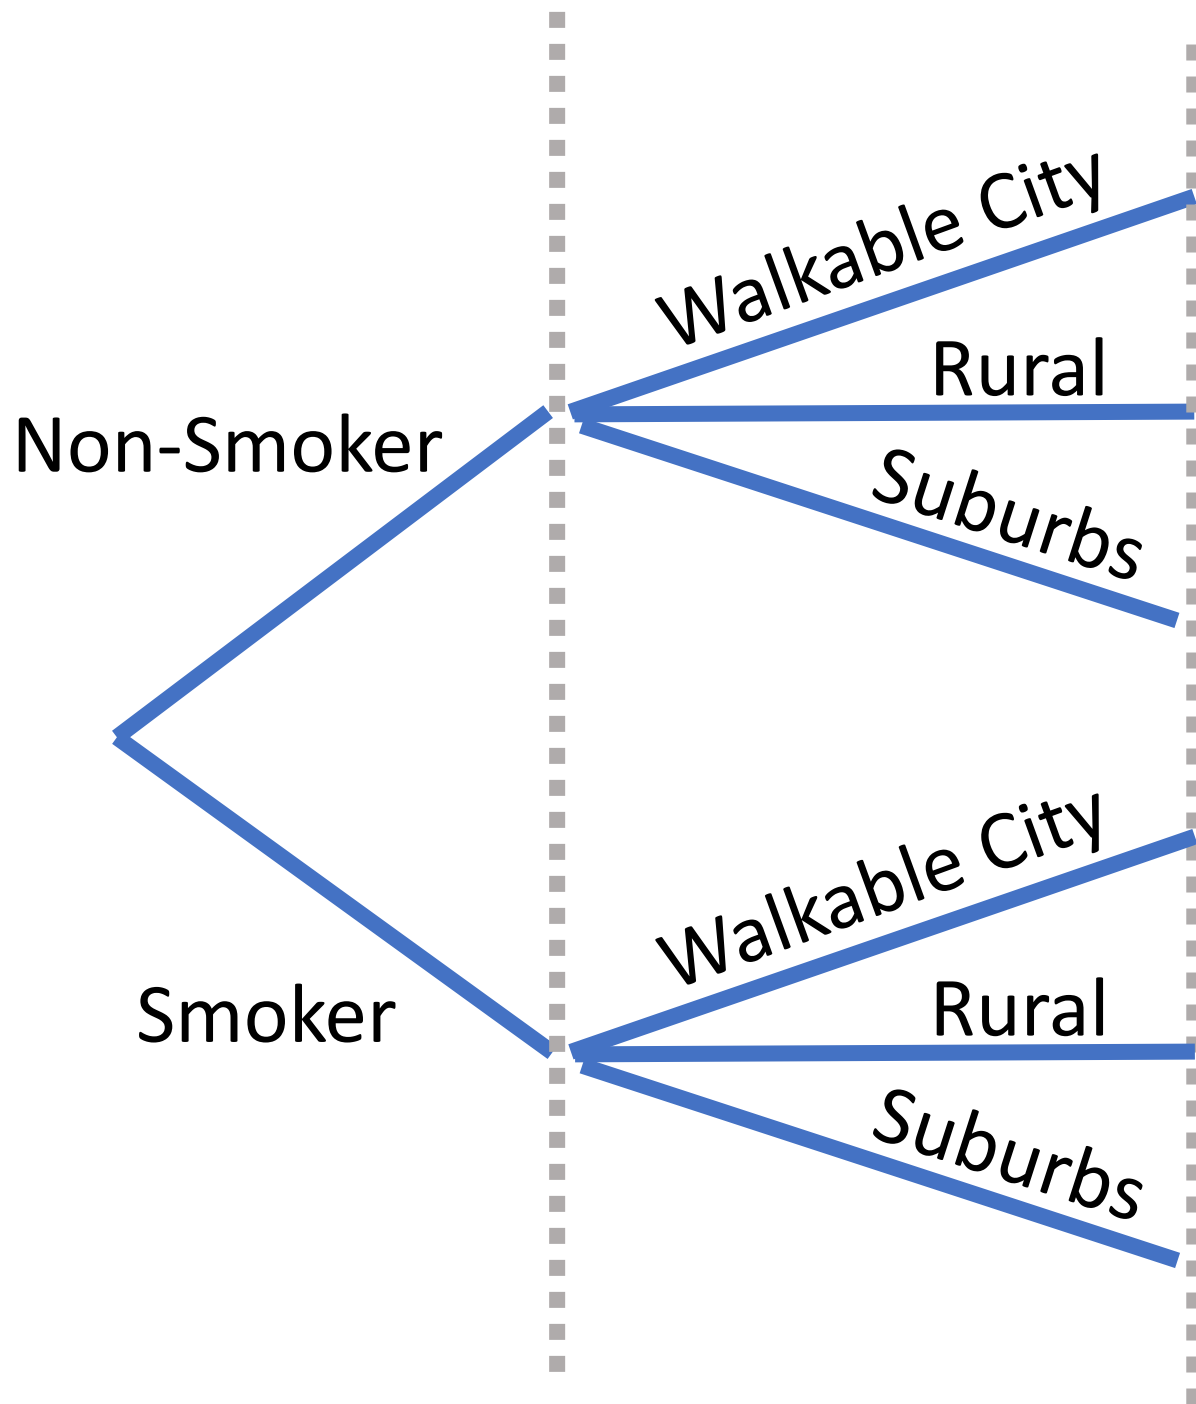 Walkable City
Rural
Non-Smoker
Suburbs
Walkable City
Rural
Smoker
Suburbs